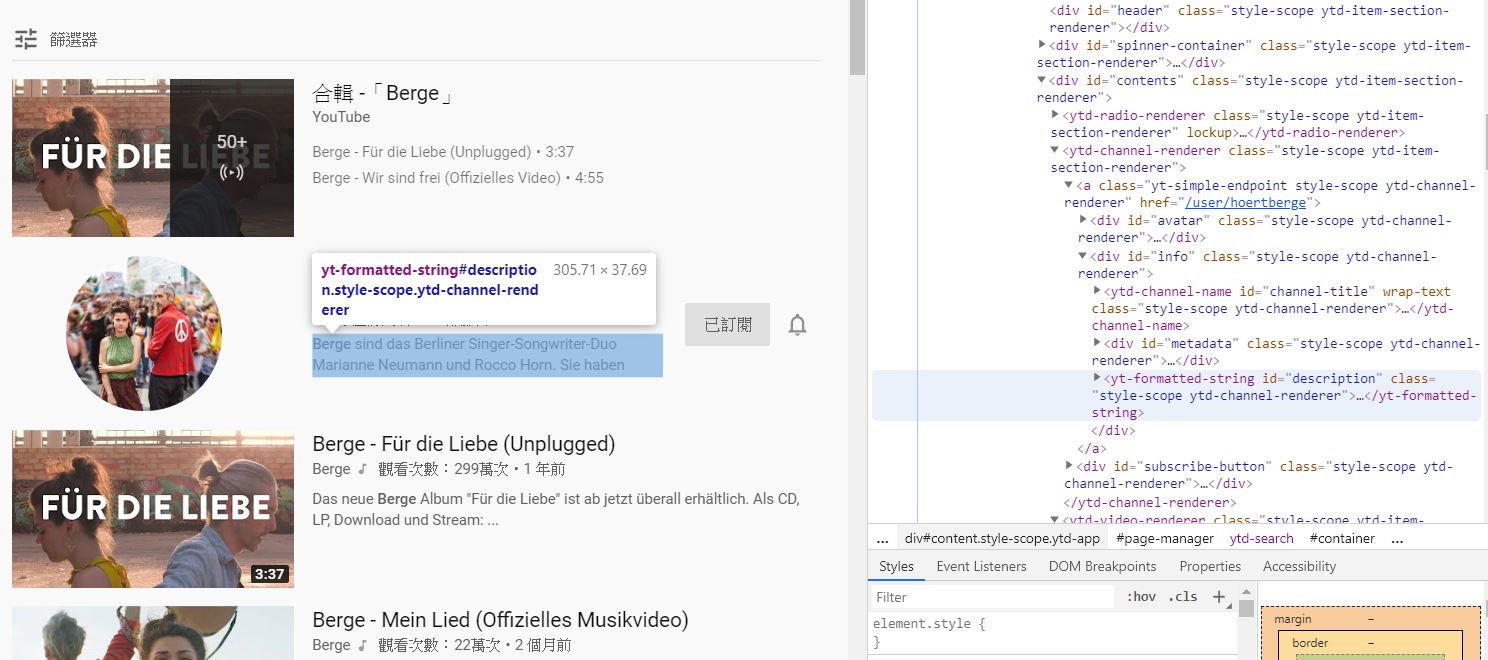 篩選器
FÜR DIE LIEBE
50+
合輯 -「Berge」
YouTube
Berge - Für die Liebe (Unplugged) • 3:37
Berge - Wir sind frei (Offizielles Video) • 4:55
yt-formatted-string#descriptio
n.style-scope.ytd-channel-rend
erer
305.71 × 37.69
Berge sind das Berliner Singer-Songwriter-Duo
Marianne Neumann und Rocco Horn. Sie haben
已訂閱
FÜR DIE LIEBE
3:37
Berge - Für die Liebe (Unplugged)
Berge 觀看次數：299萬次 • 1 年前
Das neue Berge Album "Für die Liebe" ist ab jetzt überall erhältlich. Als CD,
LP, Download und Stream: ...
Berge - Mein Lied (Offizielles Musikvideo)
Berge 觀看次數：22萬次 • 2 個月前
<div id="header" class="style-scope ytd-item-section-
renderer"></div>
<div id="spinner-container" class="style-scope ytd-item-
section-renderer">…</div>
<div id="contents" class="style-scope ytd-item-section-
renderer">
<ytd-radio-renderer class="style-scope ytd-item-
section-renderer" lockup>…</ytd-radio-renderer>
<ytd-channel-renderer class="style-scope ytd-item-
section-renderer">
<a class="yt-simple-endpoint style-scope ytd-channel-
renderer" href="/user/hoertberge">
<div id="avatar" class="style-scope ytd-channel-
renderer">…</div>
<div id="info" class="style-scope ytd-channel-
renderer">
<ytd-channel-name id="channel-title" wrap-text
class="style-scope ytd-channel-renderer">…</ytd-
channel-name>
<div id="metadata" class="style-scope ytd-channel-
renderer">…</div>
<yt-formatted-string id="description" class=
"style-scope ytd-channel-renderer">…</yt-formatted-
string>
</div>
</a>
<div id="subscribe-button" class="style-scope ytd-
channel-renderer">…</div>
</ytd-channel-renderer>
<ytd-video-renderer class="style-scope ytd-item-
... div#content.style-scope.ytd-app #page-manager ytd-search #container ...
Styles Event Listeners DOM Breakpoints Properties Accessibility
Filter :hov .cls +
element.style {
}
margin –
border –